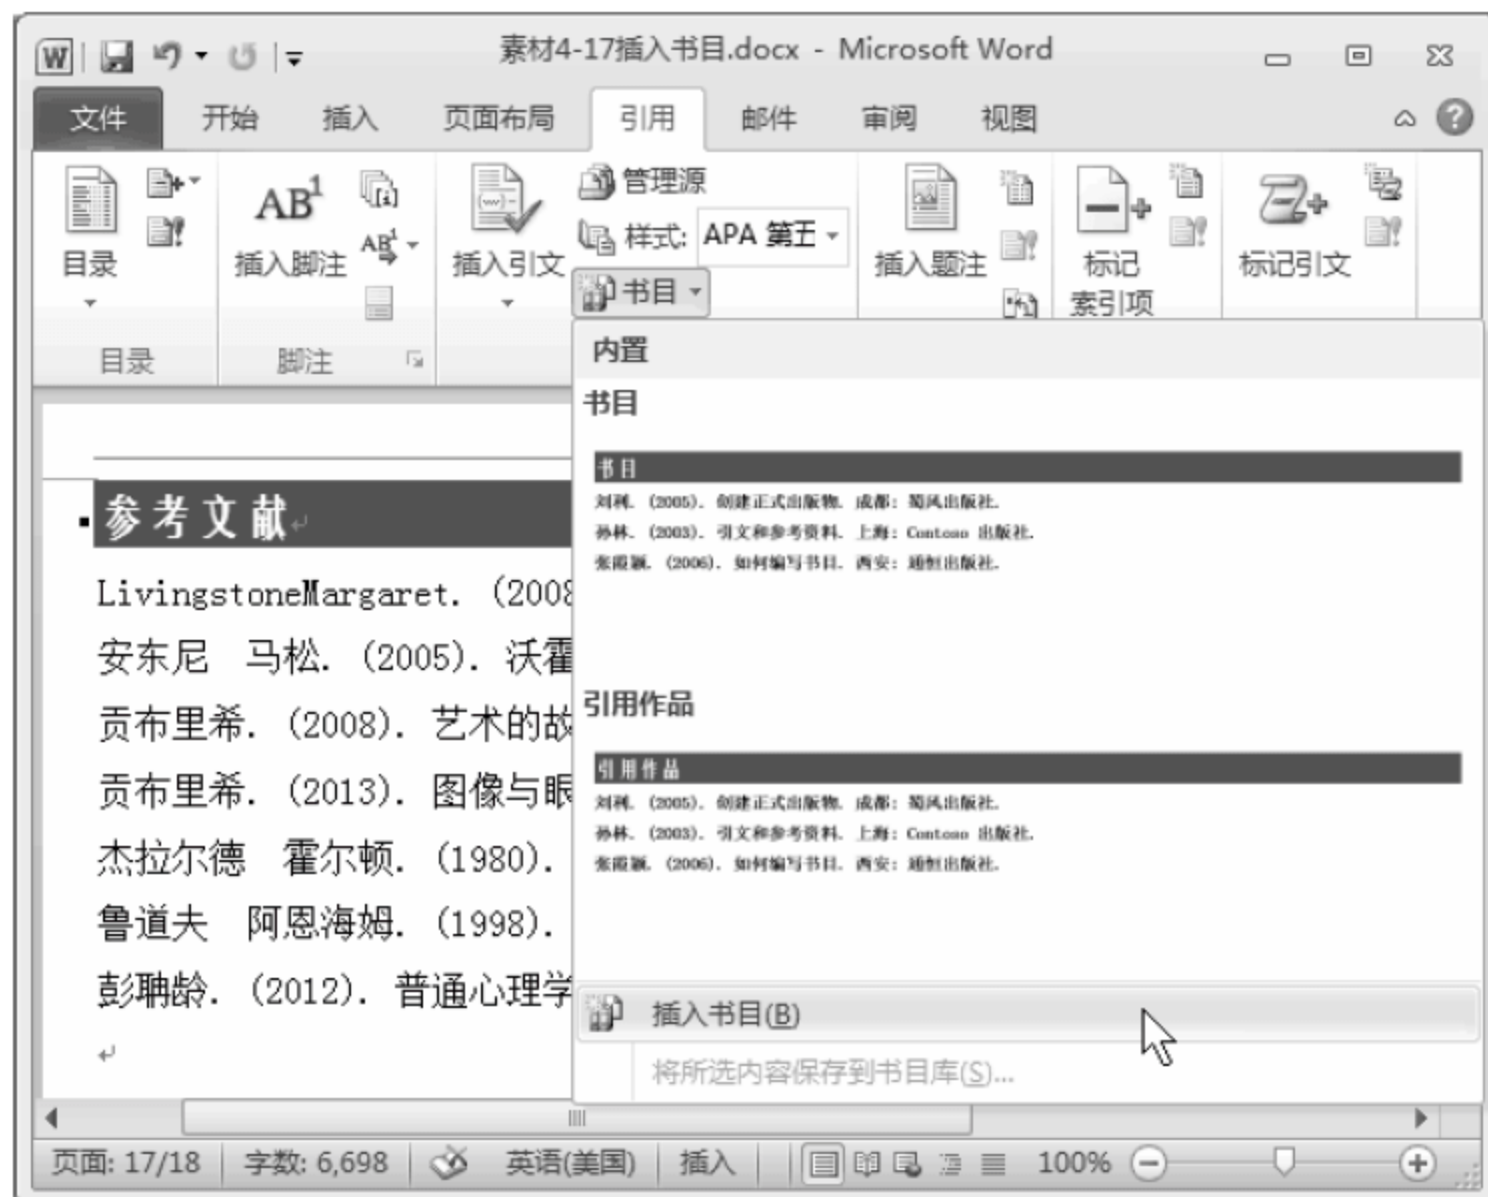 素材4-17插入书目.docx - Microsoft Word
文件 开始 插入 页面布局 引用 邮件 审阅 视图
目录
插入脚注
AB¹
插入引文
管理源
样式: APA 第五
书目
插入题注
标记
索引项
标记引文
目录 脚注
内置
书目
书目
刘利. (2005). 创建正式出版物. 成都: 蜀风出版社.
孙林. (2003). 引文和参考资料. 上海: Contoso 出版社.
张霞颖. (2006). 如何编写书目. 西安: 通恒出版社.
引用作品
引用作品
刘利. (2005). 创建正式出版物. 成都: 蜀风出版社.
孙林. (2003). 引文和参考资料. 上海: Contoso 出版社.
张霞颖. (2006). 如何编写书目. 西安: 通恒出版社.
插入书目(B)
将所选内容保存到书目库(S)...
参考文献
LivingstoneMargaret. (2008
安东尼 马松. (2005). 沃霍
贡布里希. (2008). 艺术的故
贡布里希. (2013). 图像与眼
杰拉尔德 霍尔顿. (1980).
鲁道夫 阿恩海姆. (1998).
彭聃龄. (2012). 普通心理学
页面: 17/18 字数: 6,698 英语(美国) 插入 100%